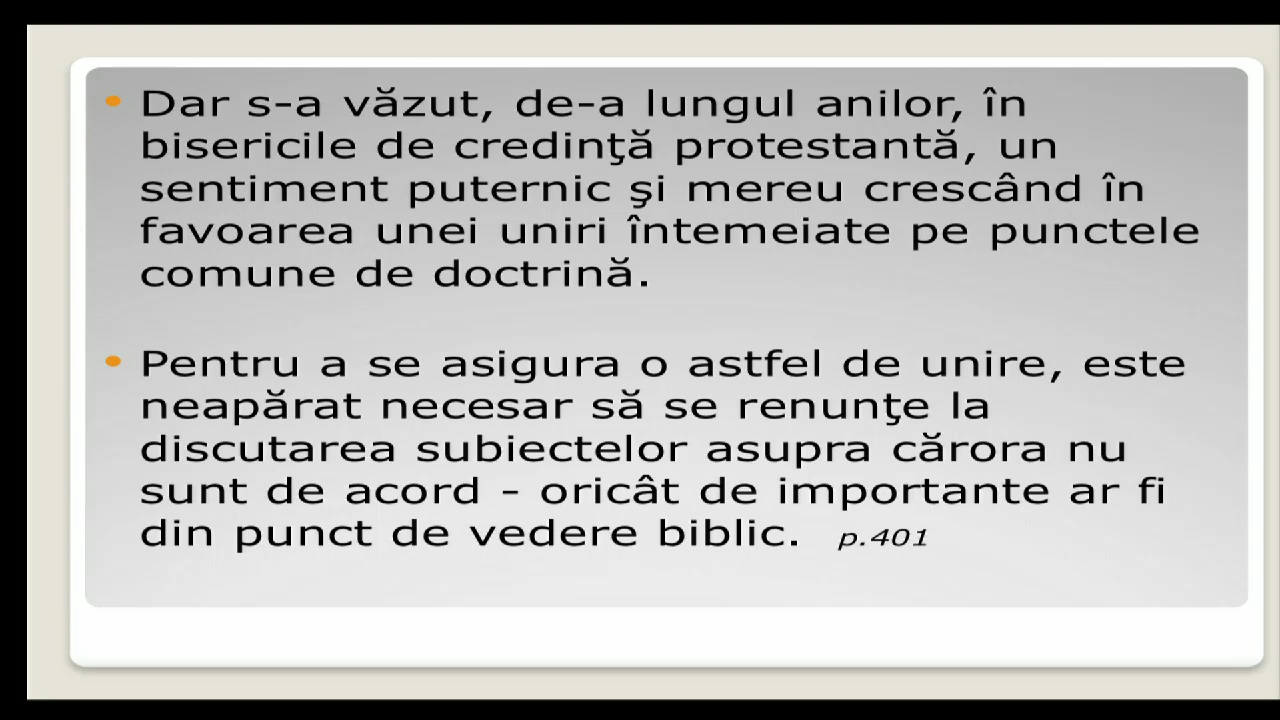 • Dar s-a văzut, de-a lungul anilor, în
bisericile de credinţă protestantă, un
sentiment puternic şi mereu crescând în
favoarea unei uniri întemeiate pe punctele
comune de doctrină.
• Pentru a se asigura o astfel de unire, este
neapărat necesar să se renunţe la
discutarea subiectelor asupra cărora nu
sunt de acord - oricât de importante ar fi
din punct de vedere biblic. p.401